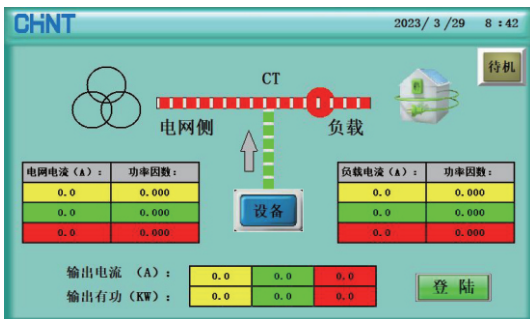 CHNT
2023/ 3 /29 8 : 42
待机
CT
电网侧
负载
电网电流（A）： 功率因数：
0.0 0.000
0.0 0.000
0.0 0.000
负载电流（A）： 功率因数：
0.0 0.000
0.0 0.000
0.0 0.000
设备
输出电流 （A）： 0.0 0.0 0.0
输出有功（KW）： 0.0 0.0 0.0
登 陆